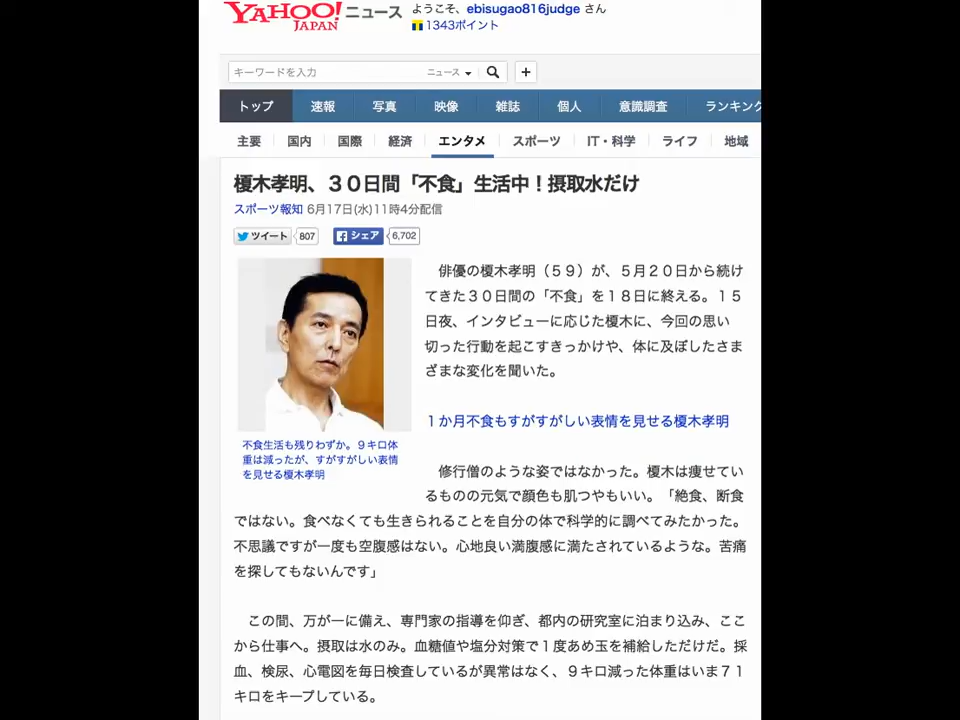 YAHOO! JAPAN ニュース
ようこそ、ebisugao816judge さん
1343ポイント
キーワードを入力
ニュース
+
トップ 速報 写真 映像 雑誌 個人 意識調査 ランキング
主要 国内 国際 経済 エンタメ スポーツ IT・科学 ライフ 地域
榎木孝明、３０日間「不食」生活中！摂取水だけ
スポーツ報知 6月17日(水)11時4分配信
ツイート 807 シェア 6,702
俳優の榎木孝明（５９）が、５月２０日から続け
てきた３０日間の「不食」を１８日に終える。１５
日夜、インタビューに応じた榎木に、今回の思い
切った行動を起こすきっかけや、体に及ぼしたさま
ざまな変化を聞いた。
１か月不食もすがすがしい表情を見せる榎木孝明
不食生活も残りわずか。９キロ体
重は減ったが、すがすがしい表情
を見せる榎木孝明
修行僧のような姿ではなかった。榎木は痩せてい
るものの元気で顔色も肌つやもいい。「絶食、断食
ではない。食べなくても生きられることを自分の体で科学的に調べてみたかった。
不思議ですが一度も空腹感はない。心地良い満腹感に満たされているような。苦痛
を探してもないんです」
この間、万が一に備え、専門家の指導を仰ぎ、都内の研究室に泊まり込み、ここ
から仕事へ。摂取は水のみ。血糖値や塩分対策で１度あめ玉を補給しただけだ。採
血、検尿、心電図を毎日検査しているが異常はなく、９キロ減った体重はいま７１
キロをキープしている。